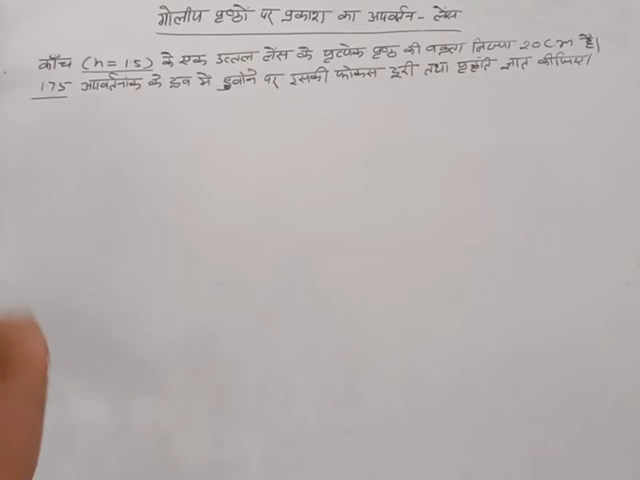 गोलीय पृष्ठों पर प्रकाश का अपवर्तन - लेंस
काँच (n = 1.5) के एक उत्तल लेंस के प्रत्येक पृष्ठ की वक्रता त्रिज्या 20cm है।
1.75 अपवर्तनांक के द्रव में डुबोने पर इसकी फोकस दूरी तथा प्रकृति ज्ञात कीजिए।